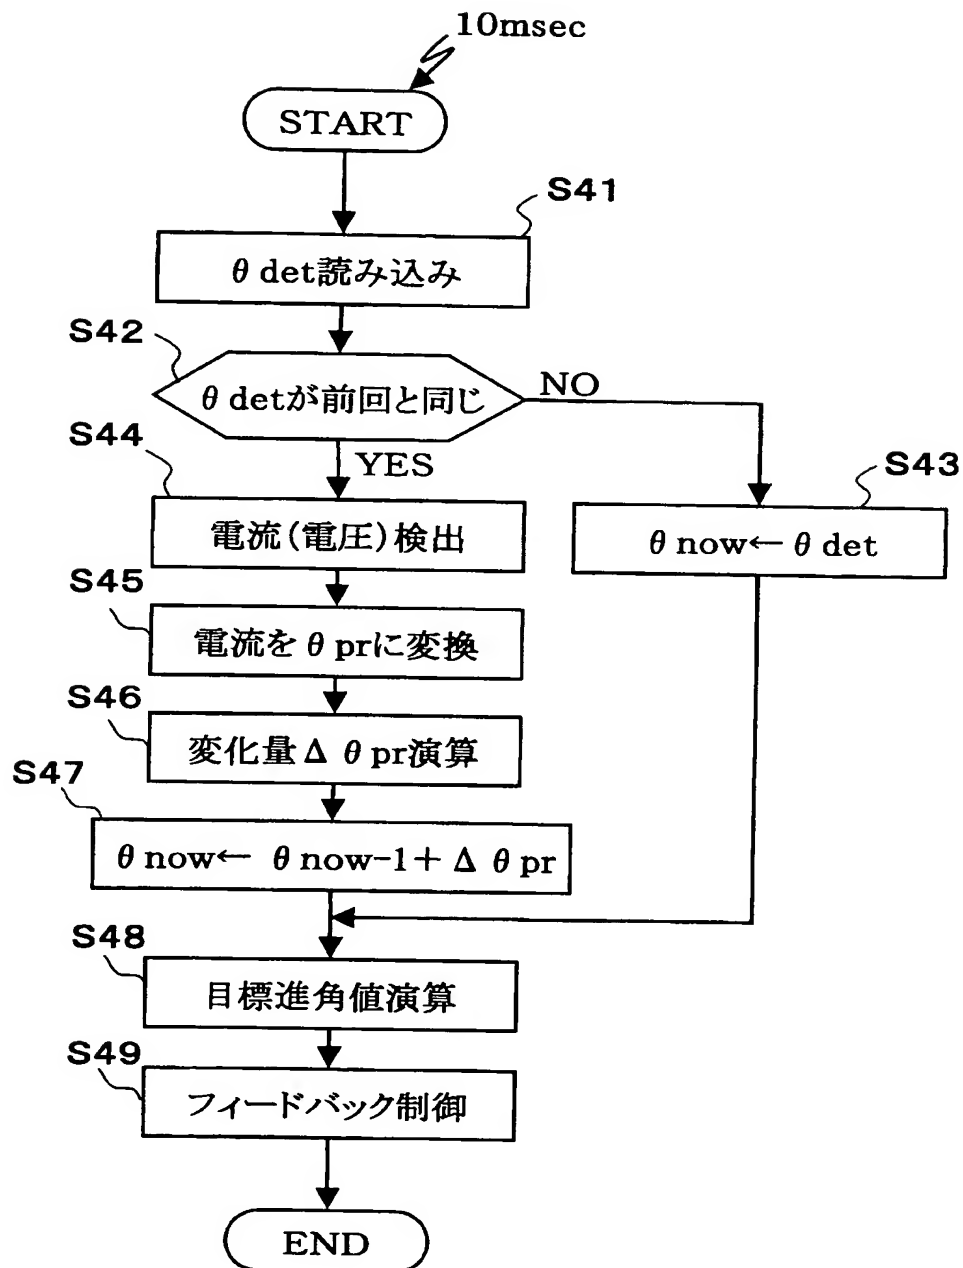 10msec
START
S41
θ det読み込み
S42
θ detが前回と同じ
NO
YES
S44
電流(電圧)検出
S43
θ now← θ det
S45
電流をθ prに変換
S46
変化量Δ θ pr演算
S47
θ now← θ now-1+ Δ θ pr
S48
目標進角値演算
S49
フィードバック制御
END